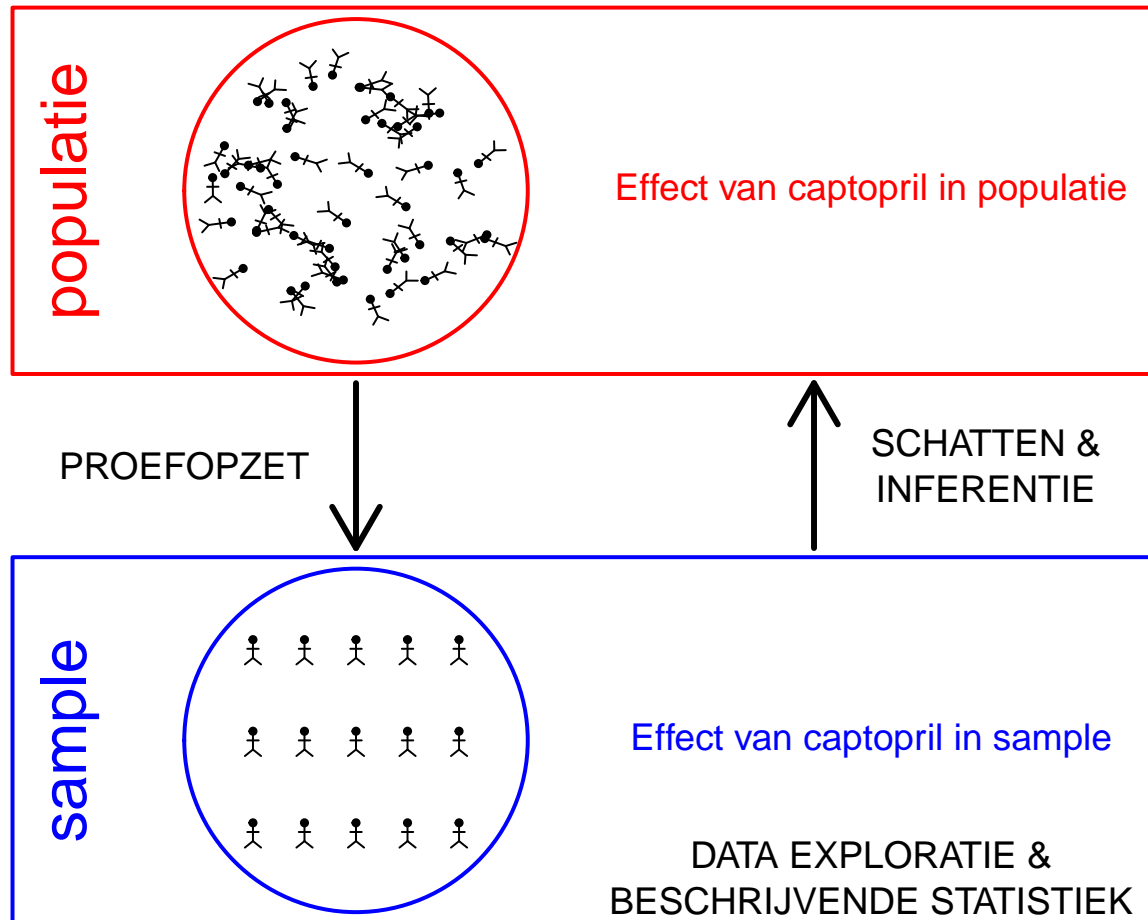 populatie
Effect van captopril in populatie
PROEFOPZET
SCHATTEN &
INFERENTIE
sample
Effect van captopril in sample
DATA EXPLORATIE &
BESCHRIJVENDE STATISTIEK